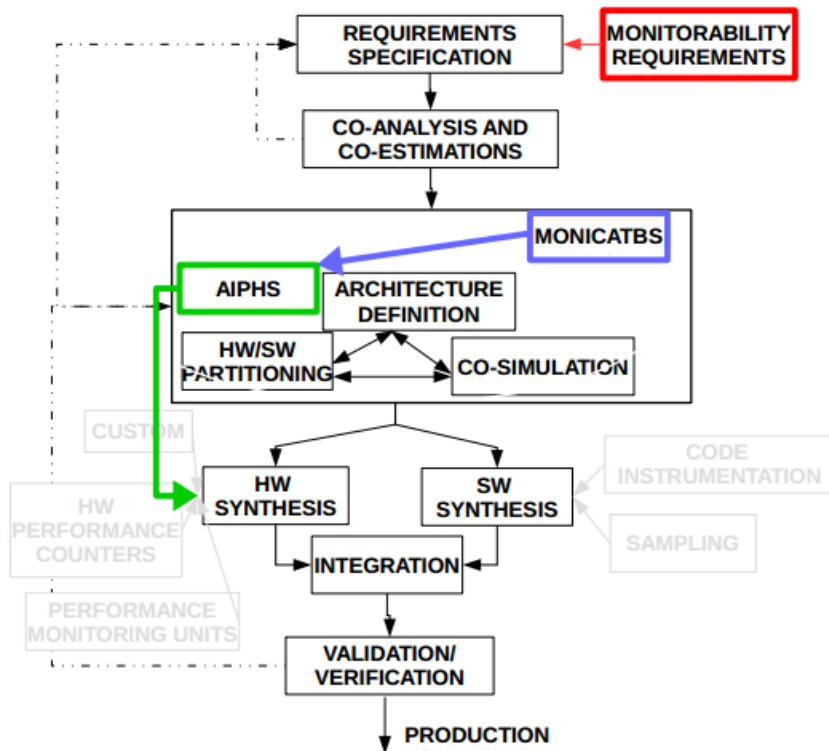 REQUIREMENTS
SPECIFICATION
MONITORABILITY
REQUIREMENTS
CO-ANALYSIS AND
CO-ESTIMATIONS
MONICATBS
AIPHS
ARCHITECTURE
DEFINITION
HW/SW
PARTITIONING
CO-SIMULATION
CUSTOM
HW
PERFORMANCE
COUNTERS
PERFORMANCE
MONITORING UNITS
HW
SYNTHESIS
SW
SYNTHESIS
CODE
INSTRUMENTATION
SAMPLING
INTEGRATION
VALIDATION/
VERIFICATION
PRODUCTION